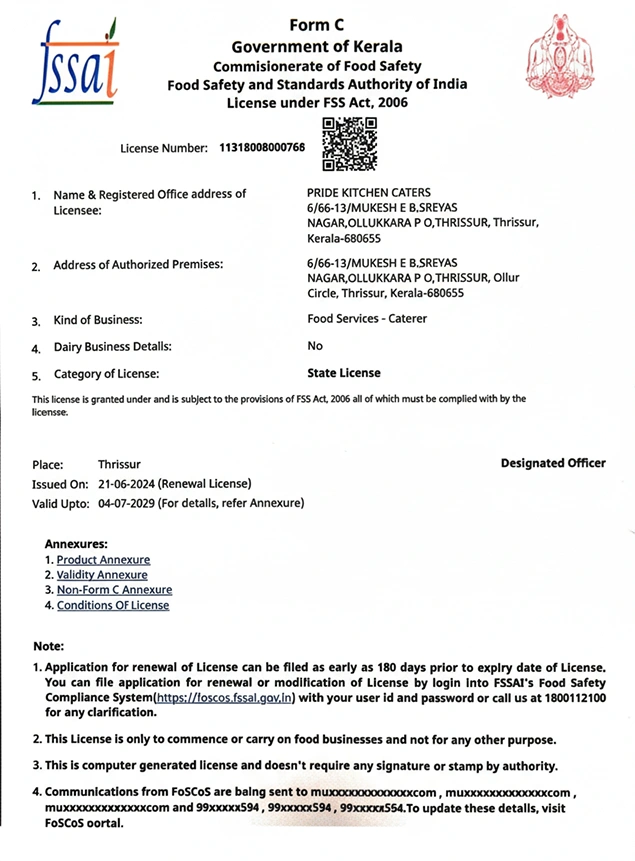 fssai
Form C
Government of Kerala
Commisionerate of Food Safety
Food Safety and Standards Authority of India
License under FSS Act, 2006
License Number: 11318008000766
1. Name & Registered Office address of Licensee:
PRIDE KITCHEN CATERS
6/66-13/MUKESH E B,SREYAS
NAGAR,OLLUKKARA P O,THRISSUR, Thrissur,
Kerala-680655
2. Address of Authorized Premises:
6/66-13/MUKESH E B,SREYAS
NAGAR,OLLUKKARA P O,THRISSUR, Ollur
Circle, Thrissur, Kerala-680655
3. Kind of Business: Food Services - Caterer
4. Dairy Business Details: No
5. Category of License: State License
This license is granted under and is subject to the provisions of FSS Act, 2006 all of which must be complied with by the
licensse.
Place: Thrissur
Designated Officer
Issued On: 21-06-2024 (Renewal License)
Valid Upto: 04-07-2029 (For details, refer Annexure)
Annexures:
1. Product Annexure
2. Validity Annexure
3. Non-Form C Annexure
4. Conditions OF License
Note:
1. Application for renewal of License can be filed as early as 180 days prior to expiry date of License.
You can file application for renewal or modification of License by login into FSSAI's Food Safety
Compliance System(https://foscos.fssai.gov.in) with your user id and password or call us at 1800112100
for any clarification.
2. This License is only to commence or carry on food businesses and not for any other purpose.
3. This is computer generated license and doesn't require any signature or stamp by authority.
4. Communications from FoSCoS are being sent to muxxxxxxxxxxxxxxcom , muxxxxxxxxxxxxxxcom ,
muxxxxxxxxxxxxxxcom and 99xxxxx594 , 99xxxxx594 , 99xxxxx554.To update these details, visit
FoSCoS portal.